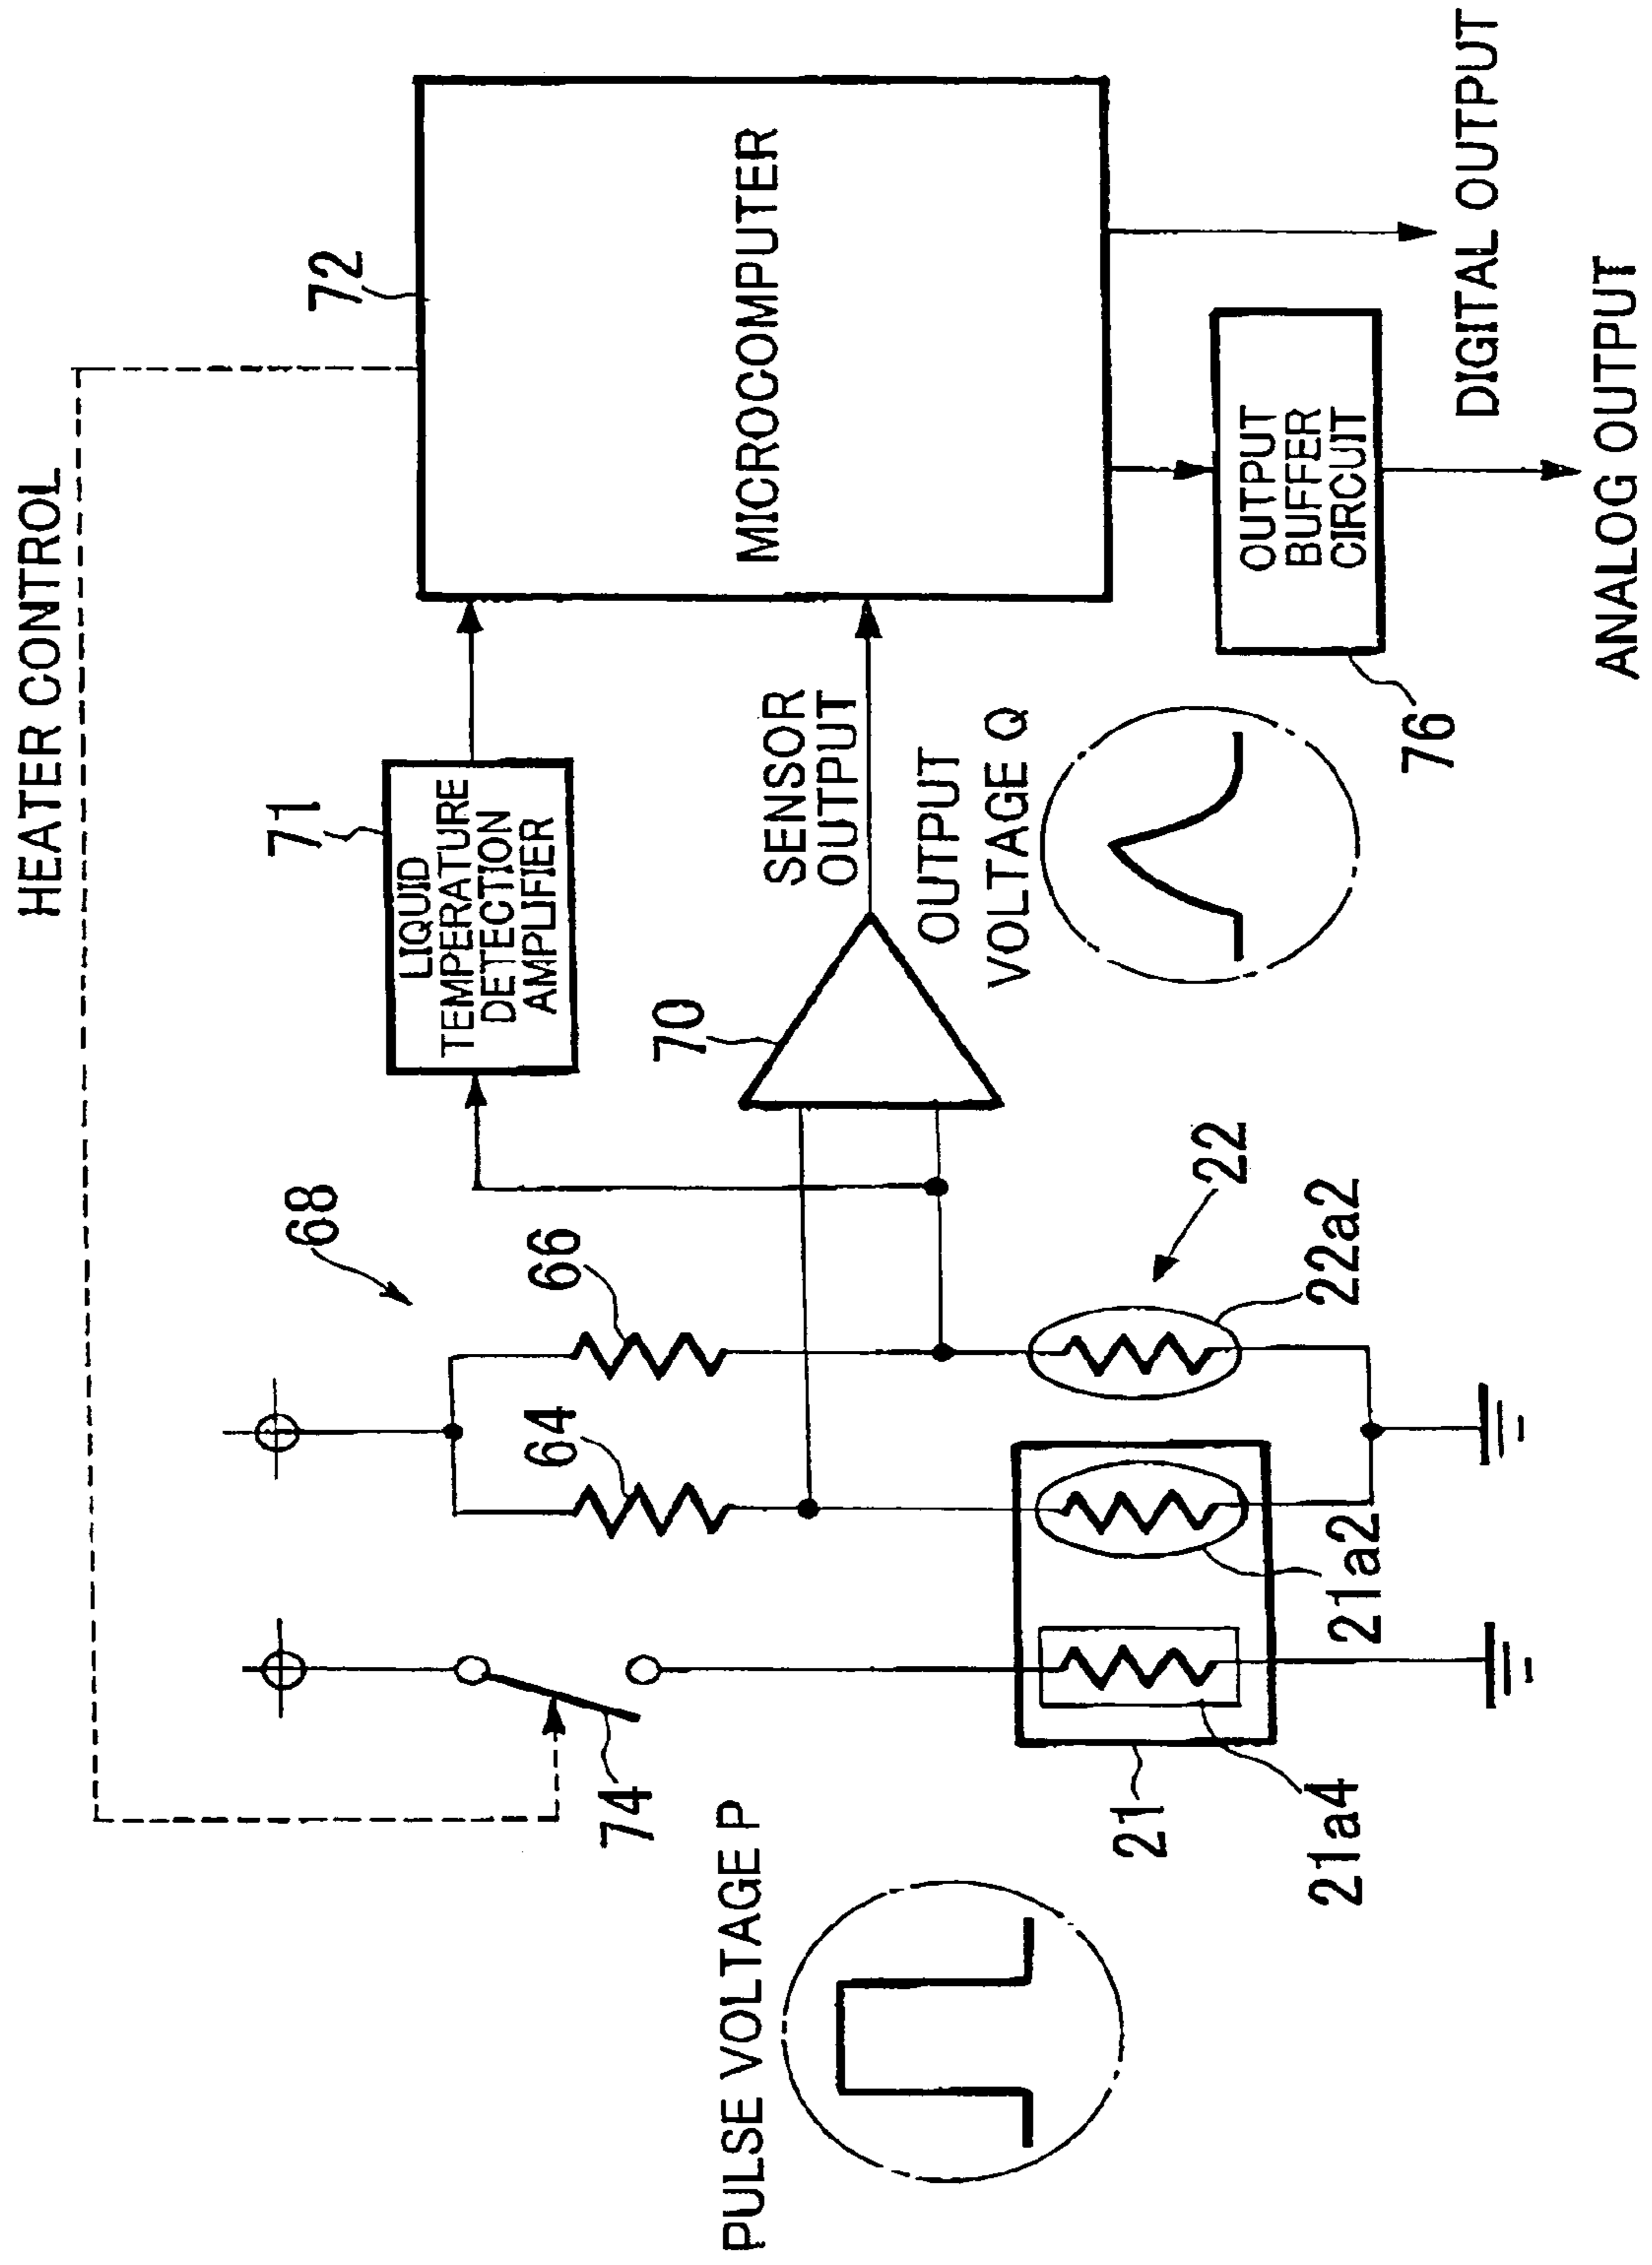 HEATER CONTROL
72
71
LIQUID
TEMPERATURE
DETECTION
AMPLIFIER
MICROCOMPUTER
68
66
64
70
SENSOR
OUTPUT
74
PULSE VOLTAGE P
OUTPUT
VOLTAGE Q
22
22a2
21
21a2
21a4
OUTPUT
BUFFER
CIRCUIT
76
DIGITAL OUTPUT
ANALOG OUTPUT